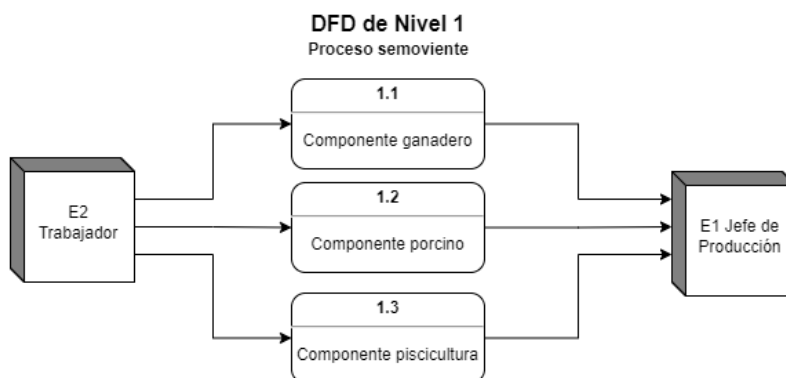 DFD de Nivel 1
Proceso semoviente
1.1
Componente ganadero
E2
Trabajador
1.2
Componente porcino
E1 Jefe de
Producción
1.3
Componente piscicultura